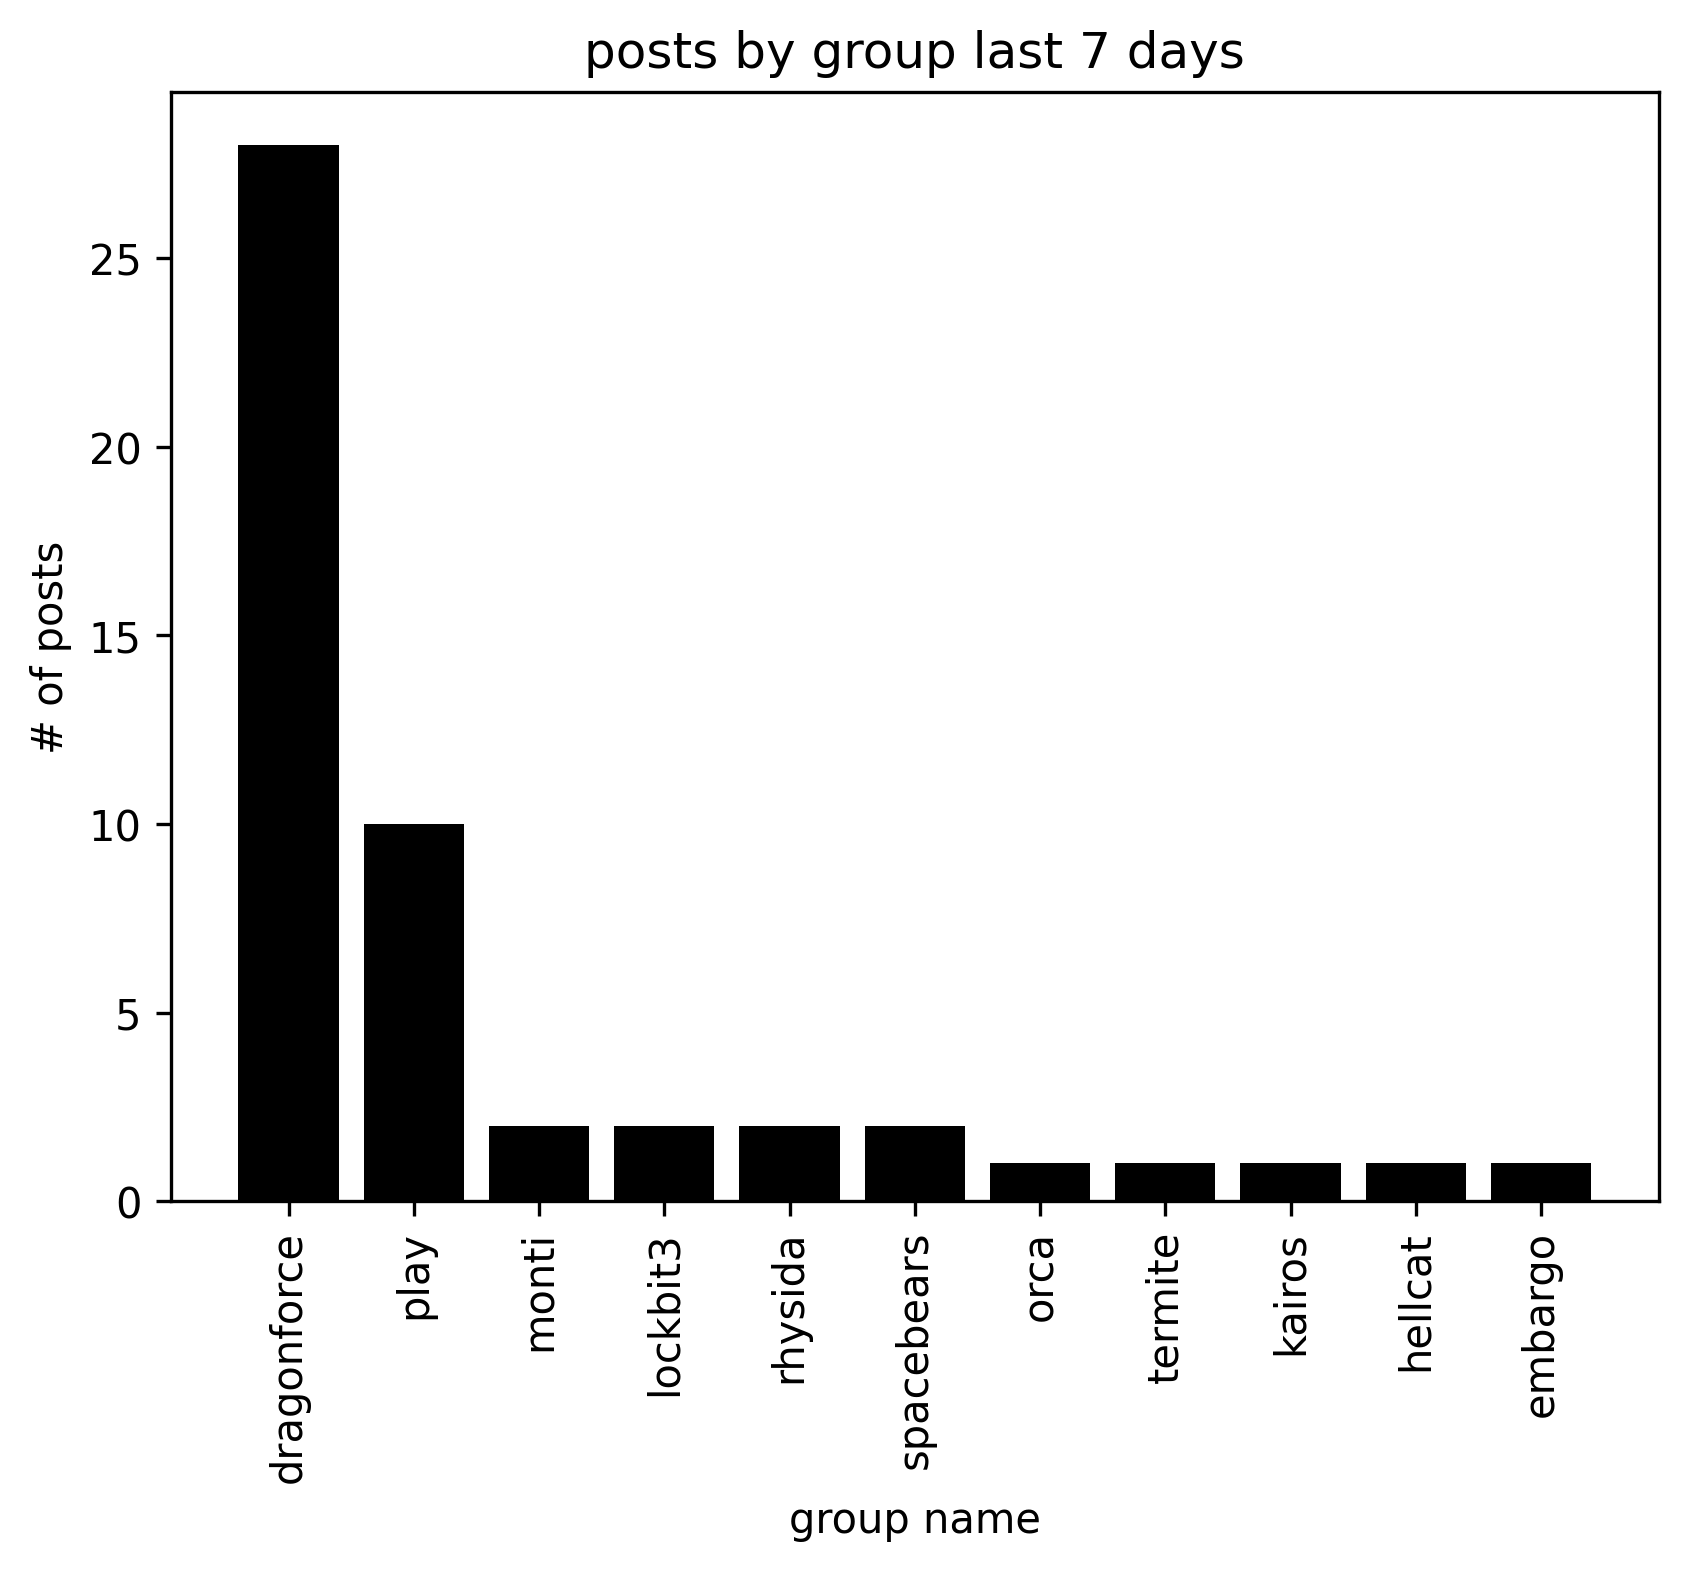 posts by group last 7 days
# of posts
25
20
15
10
5
0
dragonforce
play
monti
lockbit3
rhysida
spacebears
orca
termite
kairos
hellcat
embargo
group name